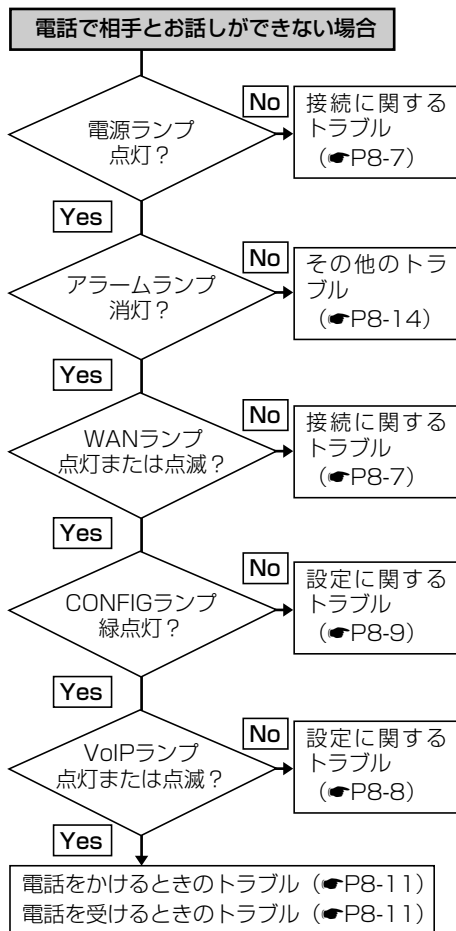 電話で相手とお話しができない場合
電源ランプ
点灯？
No
接続に関する
トラブル
（☛P8-7）
Yes
アラームランプ
消灯？
No
その他のトラ
ブル
（☛P8-14）
Yes
WANランプ
点灯または点滅？
No
接続に関する
トラブル
（☛P8-7）
Yes
CONFIGランプ
緑点灯？
No
設定に関する
トラブル
（☛P8-9）
Yes
VoIPランプ
点灯または点滅？
No
設定に関する
トラブル
（☛P8-8）
Yes
電話をかけるときのトラブル（☛P8-11）
電話を受けるときのトラブル（☛P8-11）